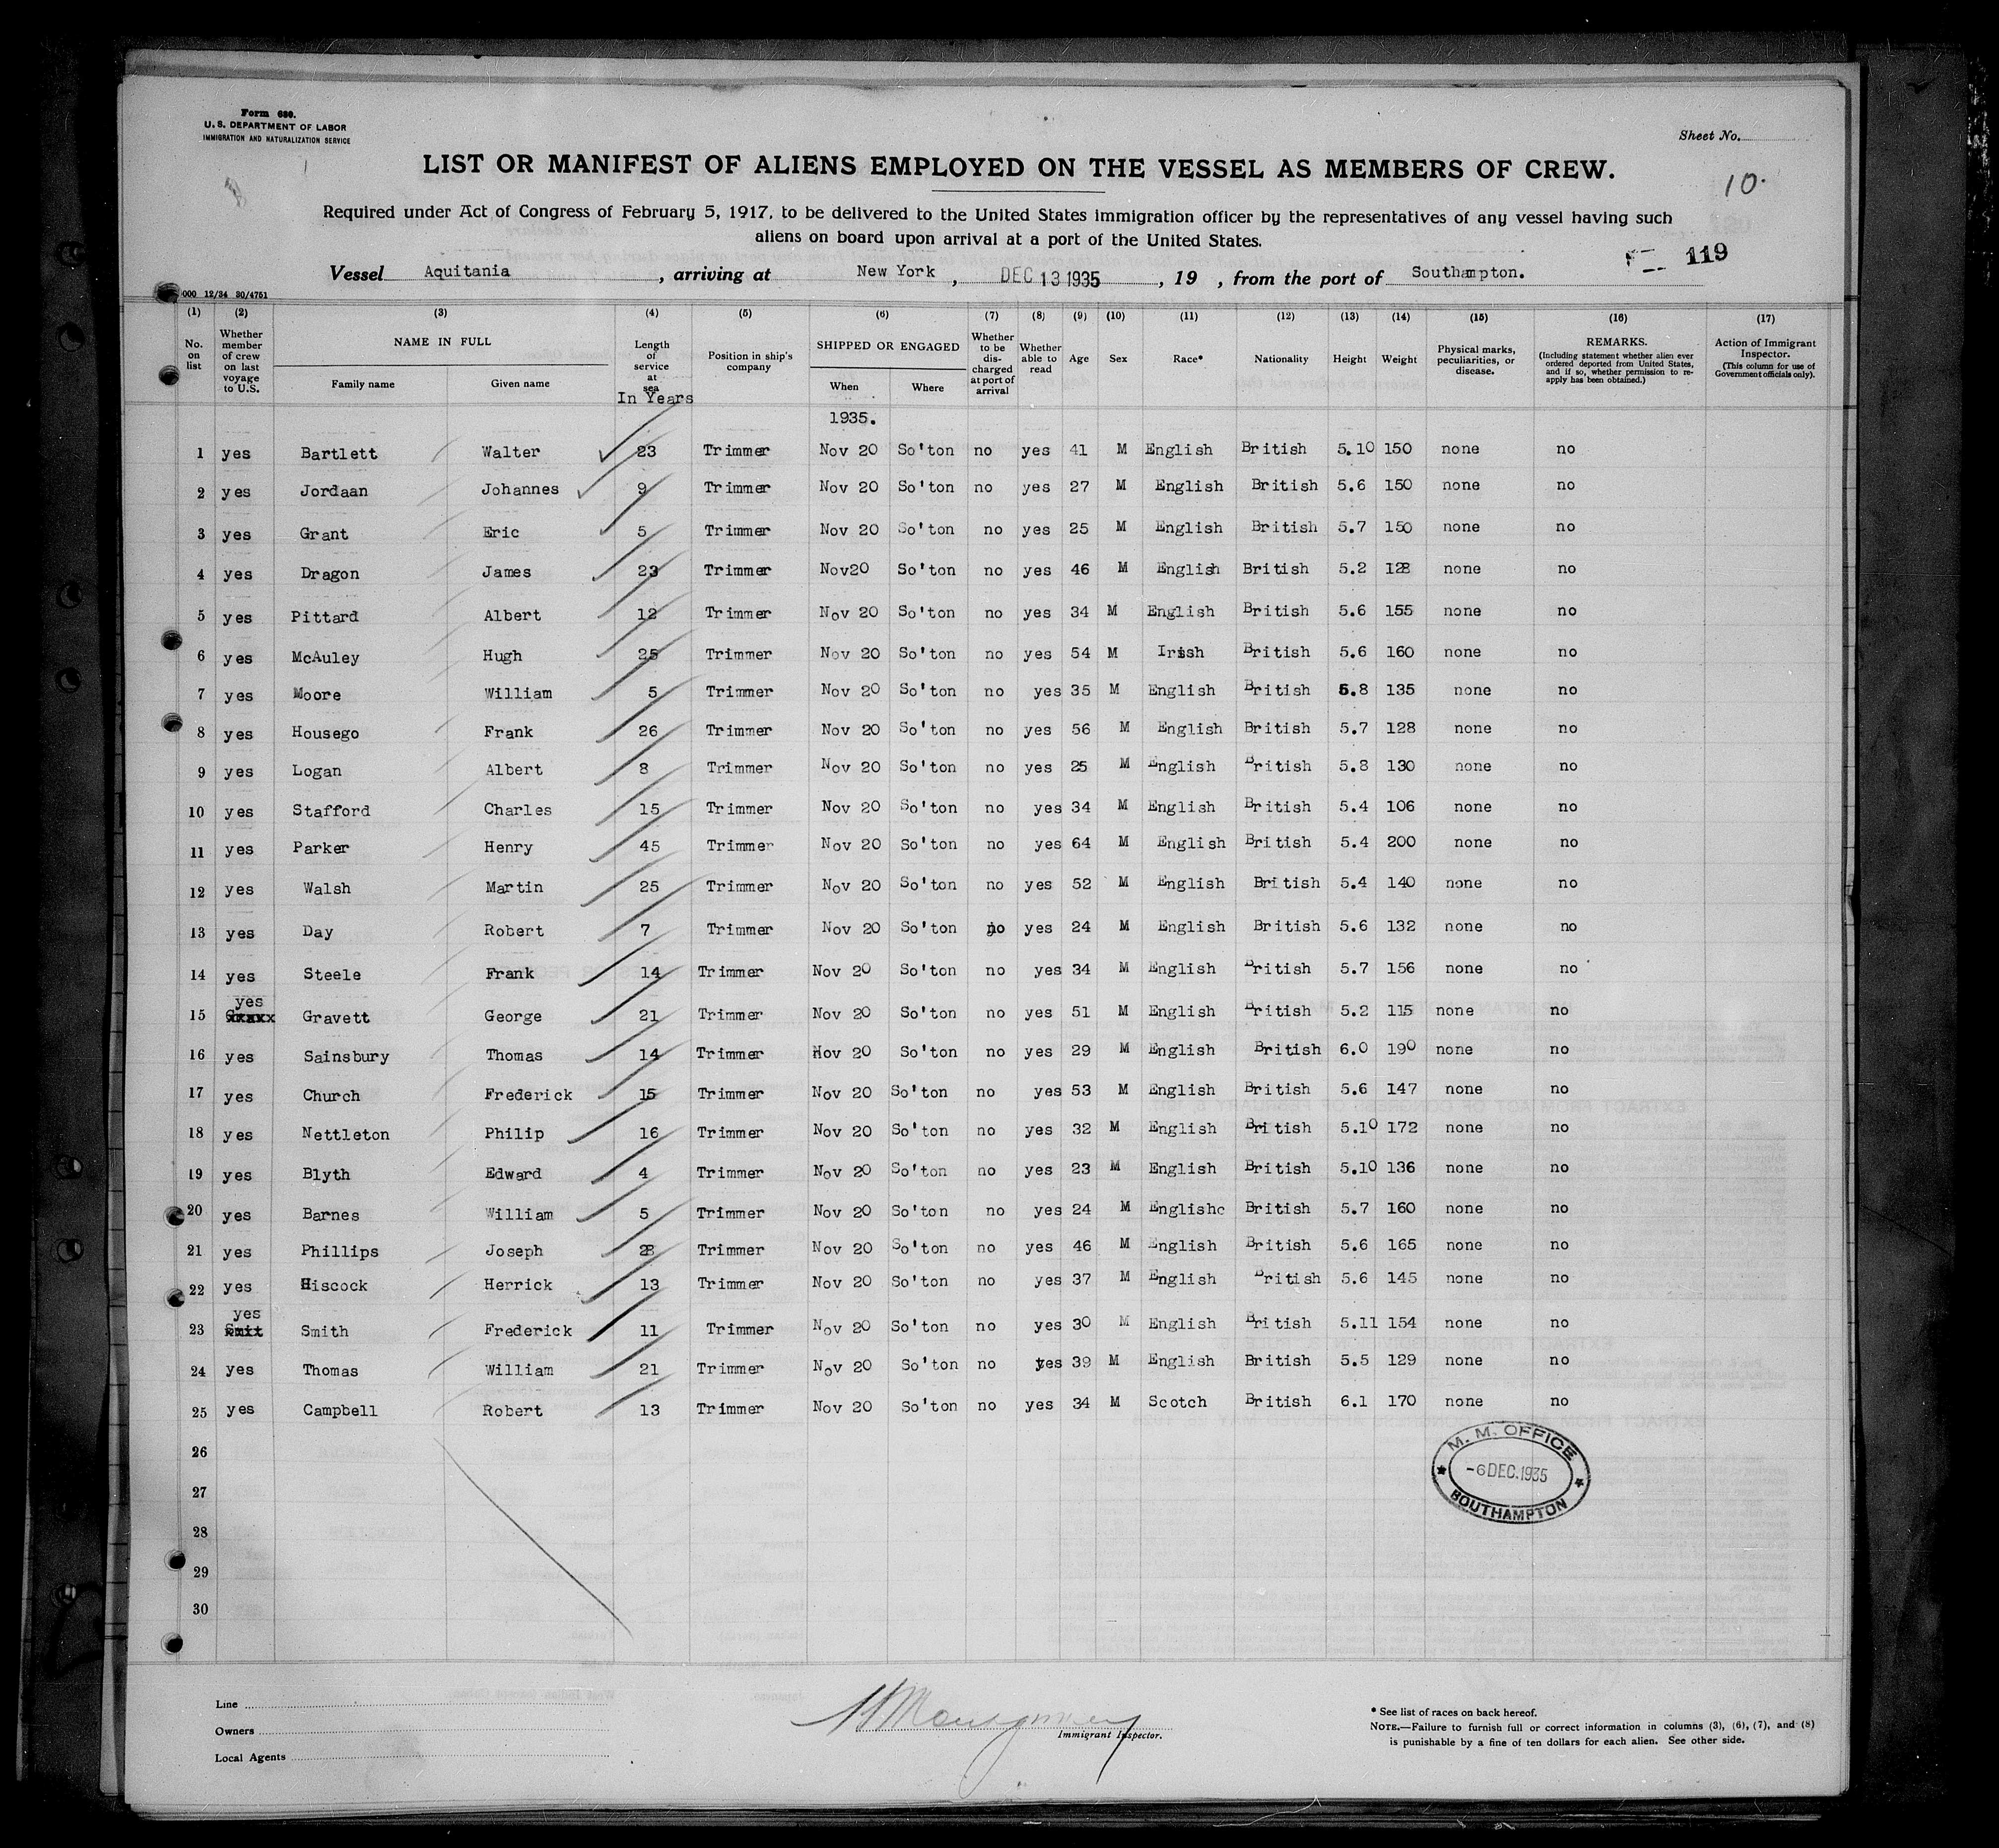 Form 680.
U. S. DEPARTMENT OF LABOR
IMMIGRATION AND NATURALIZATION SERVICE
Sheet No.
LIST OR MANIFEST OF ALIENS EMPLOYED ON THE VESSEL AS MEMBERS OF CREW.
10.
Required under Act of Congress of February 5, 1917, to be delivered to the United States immigration officer by the representatives of any vessel having such
aliens on board upon arrival at a port of the United States.
119
Vessel Aquitania, arriving at New York, DEC 13 1935, 19 , from the port of Southampton.
000 12/34 30/4751
(1) (2) (3) (4) (5) (6) (7) (8) (9) (10) (11) (12) (13) (14) (15) (16) (17)
No. on list
Whether member of crew on last voyage to U.S.
NAME IN FULL
Family name
Given name
Length of service at sea
In Years
Position in ship's company
SHIPPED OR ENGAGED
When
Where
Whether to be discharged at port of arrival
Whether able to read
Age
Sex
Race*
Nationality
Height
Weight
Physical marks, peculiarities, or disease.
REMARKS.
(Including statement whether alien ever ordered deported from United States, and if so, whether permission to re-apply has been obtained.)
Action of Immigrant Inspector.
(This column for use of Government officials only).
1935.
1 yes Bartlett Walter 23 Trimmer Nov 20 So'ton no yes 41 M English British 5.10 150 none no
2 yes Jordaan Johannes 9 Trimmer Nov 20 So'ton no yes 27 M English British 5.6 150 none no
3 yes Grant Eric 5 Trimmer Nov 20 So'ton no yes 25 M English British 5.7 150 none no
4 yes Dragon James 23 Trimmer Nov20 So'ton no yes 46 M English British 5.2 128 none no
5 yes Pittard Albert 12 Trimmer Nov 20 So'ton no yes 34 M English British 5.6 155 none no
6 yes McAuley Hugh 25 Trimmer Nov 20 So'ton no yes 54 M Irish British 5.6 160 none no
7 yes Moore William 5 Trimmer Nov 20 So'ton no yes 35 M English British 5.8 135 none no
8 yes Housego Frank 26 Trimmer Nov 20 So'ton no yes 56 M English British 5.7 128 none no
9 yes Logan Albert 8 Trimmer Nov 20 So'ton no yes 25 M English British 5.8 130 none no
10 yes Stafford Charles 15 Trimmer Nov 20 So'ton no yes 34 M English British 5.4 106 none no
11 yes Parker Henry 45 Trimmer Nov 20 So'ton no yes 64 M English British 5.4 200 none no
12 yes Walsh Martin 25 Trimmer Nov 20 So'ton no yes 52 M English British 5.4 140 none no
13 yes Day Robert 7 Trimmer Nov 20 So'ton no yes 24 M English British 5.6 132 none no
14 yes Steele Frank 14 Trimmer Nov 20 So'ton no yes 34 M English British 5.7 156 none no
15 yes Gravett George 21 Trimmer Nov 20 So'ton no yes 51 M English British 5.2 115 none no
16 yes Sainsbury Thomas 14 Trimmer Nov 20 So'ton no yes 29 M English British 6.0 190 none no
17 yes Church Frederick 15 Trimmer Nov 20 So'ton no yes 53 M English British 5.6 147 none no
18 yes Nettleton Philip 16 Trimmer Nov 20 So'ton no yes 32 M English British 5.10 172 none no
19 yes Blyth Edward 4 Trimmer Nov 20 So'ton no yes 23 M English British 5.10 136 none no
20 yes Barnes William 5 Trimmer Nov 20 So'ton no yes 24 M Englishc British 5.7 160 none no
21 yes Phillips Joseph 28 Trimmer Nov 20 So'ton no yes 46 M English British 5.6 165 none no
22 yes Hiscock Herrick 13 Trimmer Nov 20 So'ton no yes 37 M English British 5.6 145 none no
23 yes Smith Frederick 11 Trimmer Nov 20 So'ton no yes 30 M English British 5.11 154 none no
24 yes Thomas William 21 Trimmer Nov 20 So'ton no yes 39 M English British 5.5 129 none no
25 yes Campbell Robert 13 Trimmer Nov 20 So'ton no yes 34 M Scotch British 6.1 170 none no
26
27
28
29
30
M. M. OFFICE
-6 DEC. 1935
SOUTHAMPTON
Line
Owners
Local Agents
Immigrant Inspector.
* See list of races on back hereof.
NOTE.—Failure to furnish full or correct information in columns (3), (6), (7), and (8)
is punishable by a fine of ten dollars for each alien. See other side.